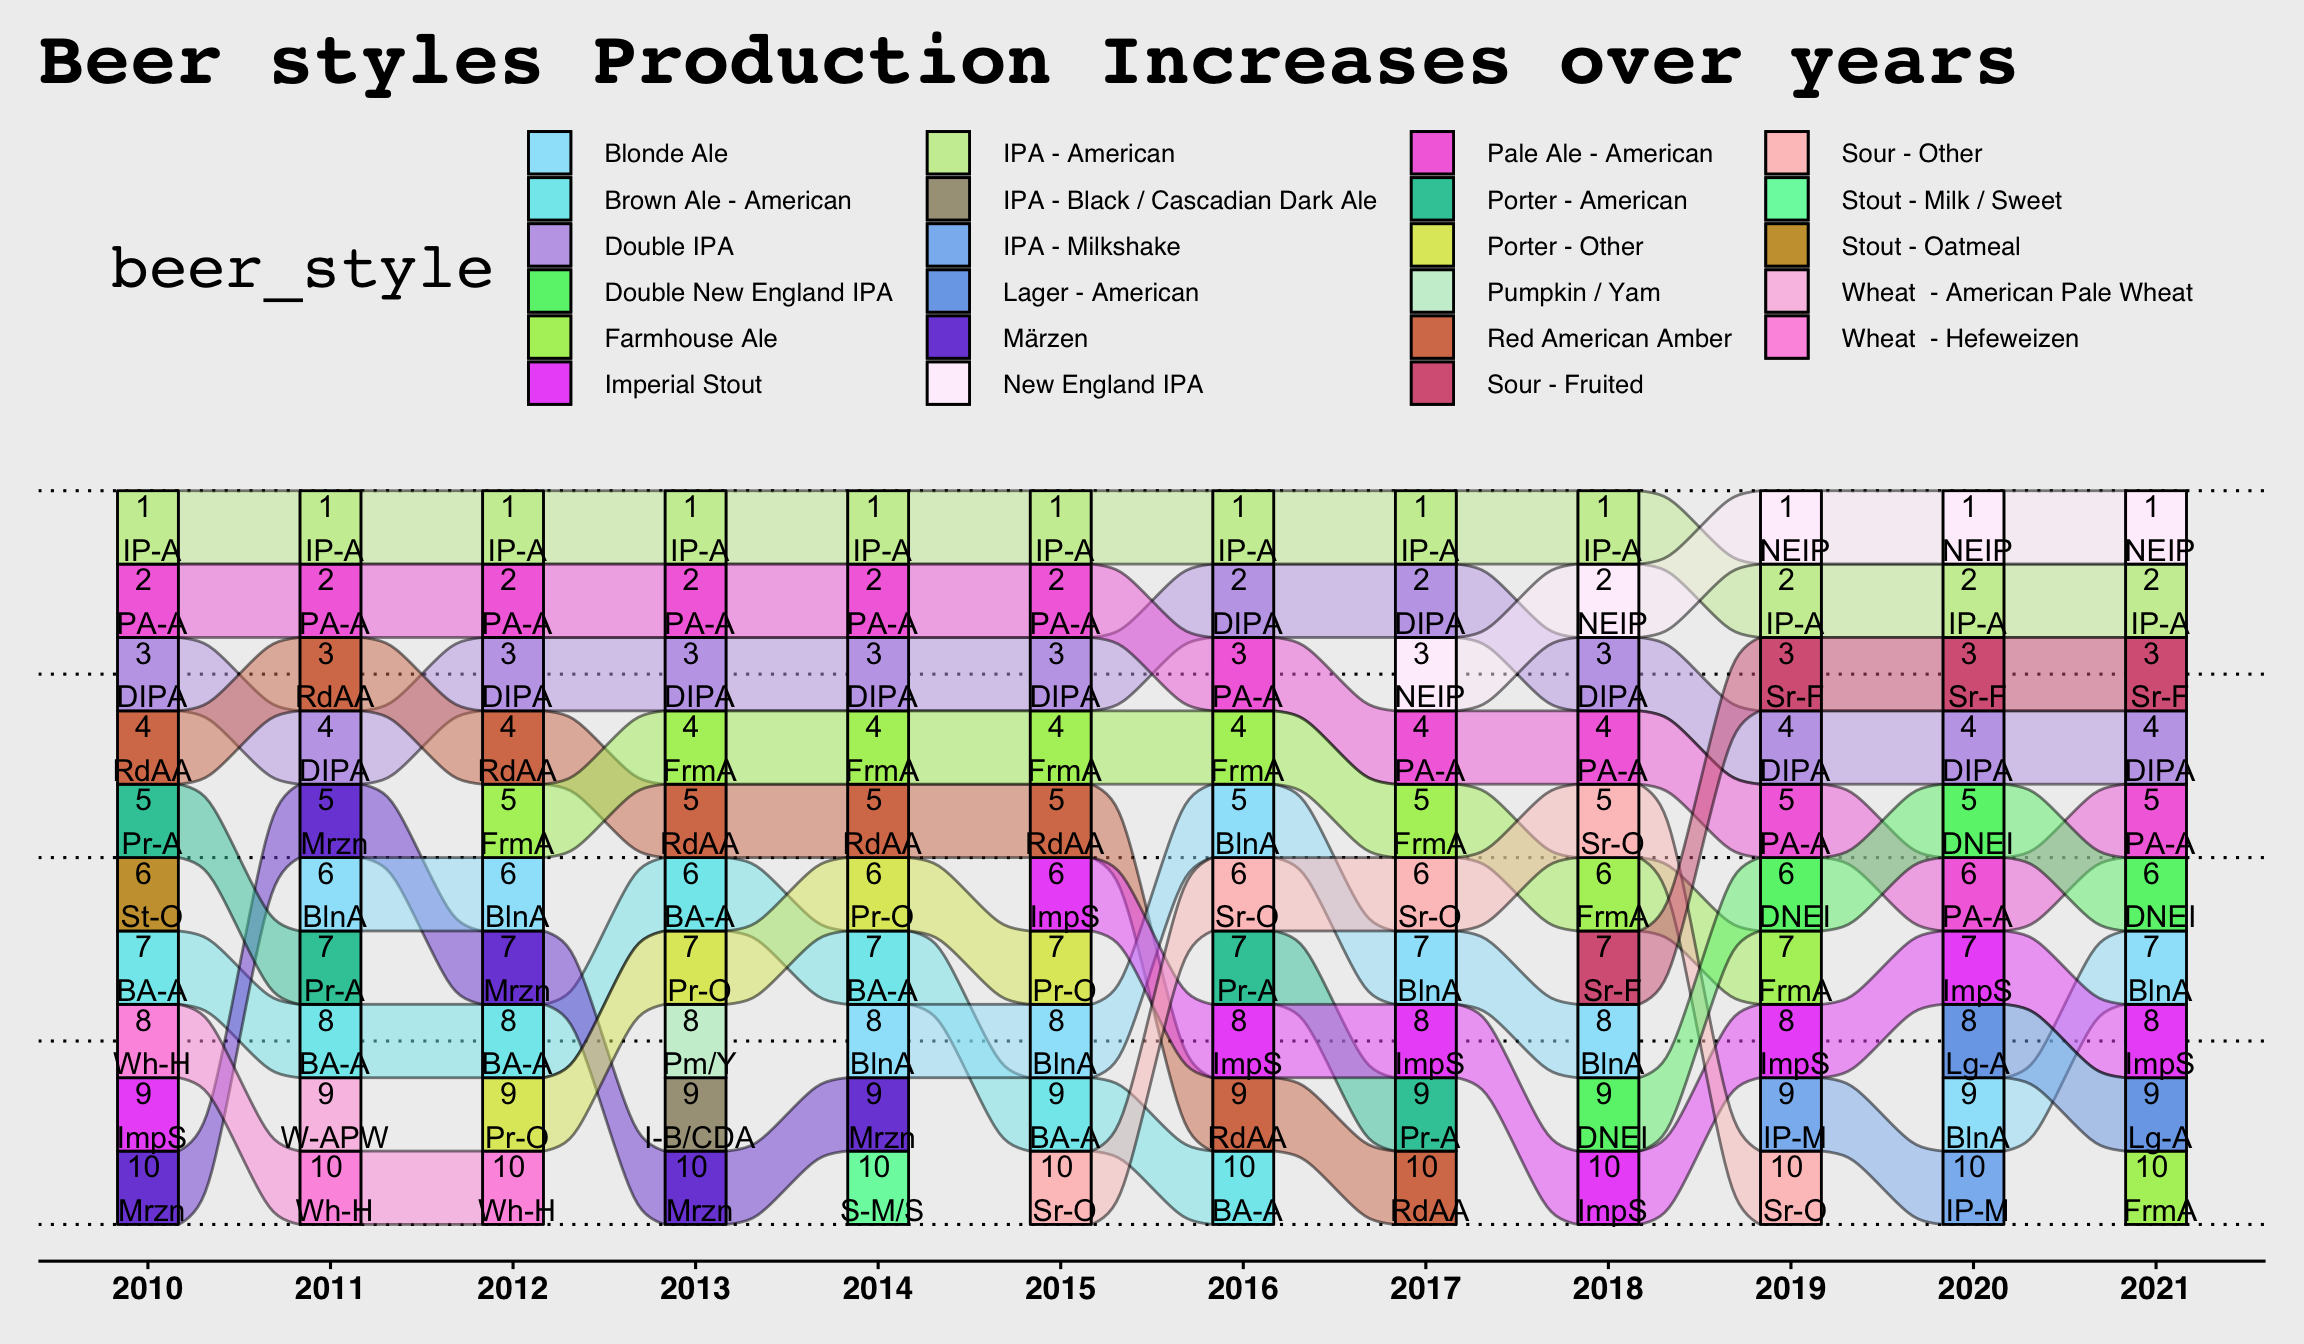 Beer styles Production Increases over years
beer_style
Blonde Ale
Brown Ale - American
Double IPA
Double New England IPA
Farmhouse Ale
Imperial Stout
IPA - American
IPA - Black / Cascadian Dark Ale
IPA - Milkshake
Lager - American
Märzen
New England IPA
Pale Ale - American
Porter - American
Porter - Other
Pumpkin / Yam
Red American Amber
Sour - Fruited
Sour - Other
Stout - Milk / Sweet
Stout - Oatmeal
Wheat  - American Pale Wheat
Wheat  - Hefeweizen
1 1 1 1 1 1 1 1 1 1 1 1
IP-A IP-A IP-A IP-A IP-A IP-A IP-A IP-A IP-A NEIP NEIP NEIP
2 2 2 2 2 2 2 2 2 2 2 2
PA-A PA-A PA-A PA-A PA-A PA-A DIPA DIPA NEIP IP-A IP-A IP-A
3 3 3 3 3 3 3 3 3 3 3 3
DIPA RdAA DIPA DIPA DIPA DIPA PA-A NEIP DIPA Sr-F Sr-F Sr-F
4 4 4 4 4 4 4 4 4 4 4 4
RdAA DIPA RdAA FrmA FrmA FrmA FrmA PA-A PA-A DIPA DIPA DIPA
5 5 5 5 5 5 5 5 5 5 5 5
Pr-A Mrzn FrmA RdAA RdAA RdAA BlnA FrmA Sr-O PA-A DNEI PA-A
6 6 6 6 6 6 6 6 6 6 6 6
St-O BlnA BlnA BA-A Pr-O ImpS Sr-O Sr-O FrmA DNEI PA-A DNEI
7 7 7 7 7 7 7 7 7 7 7 7
BA-A Pr-A Mrzn Pr-O BA-A Pr-O Pr-A BlnA Sr-F FrmA ImpS BlnA
8 8 8 8 8 8 8 8 8 8 8 8
Wh-H BA-A BA-A Pm/Y BlnA BlnA ImpS ImpS BlnA ImpS Lg-A ImpS
9 9 9 9 9 9 9 9 9 9 9 9
ImpS W-APW Pr-O I-B/CDA Mrzn BA-A RdAA Pr-A DNEI IP-M BlnA Lg-A
10 10 10 10 10 10 10 10 10 10 10 10
Mrzn Wh-H Wh-H Mrzn S-M/S Sr-O BA-A RdAA ImpS Sr-O IP-M FrmA
2010 2011 2012 2013 2014 2015 2016 2017 2018 2019 2020 2021